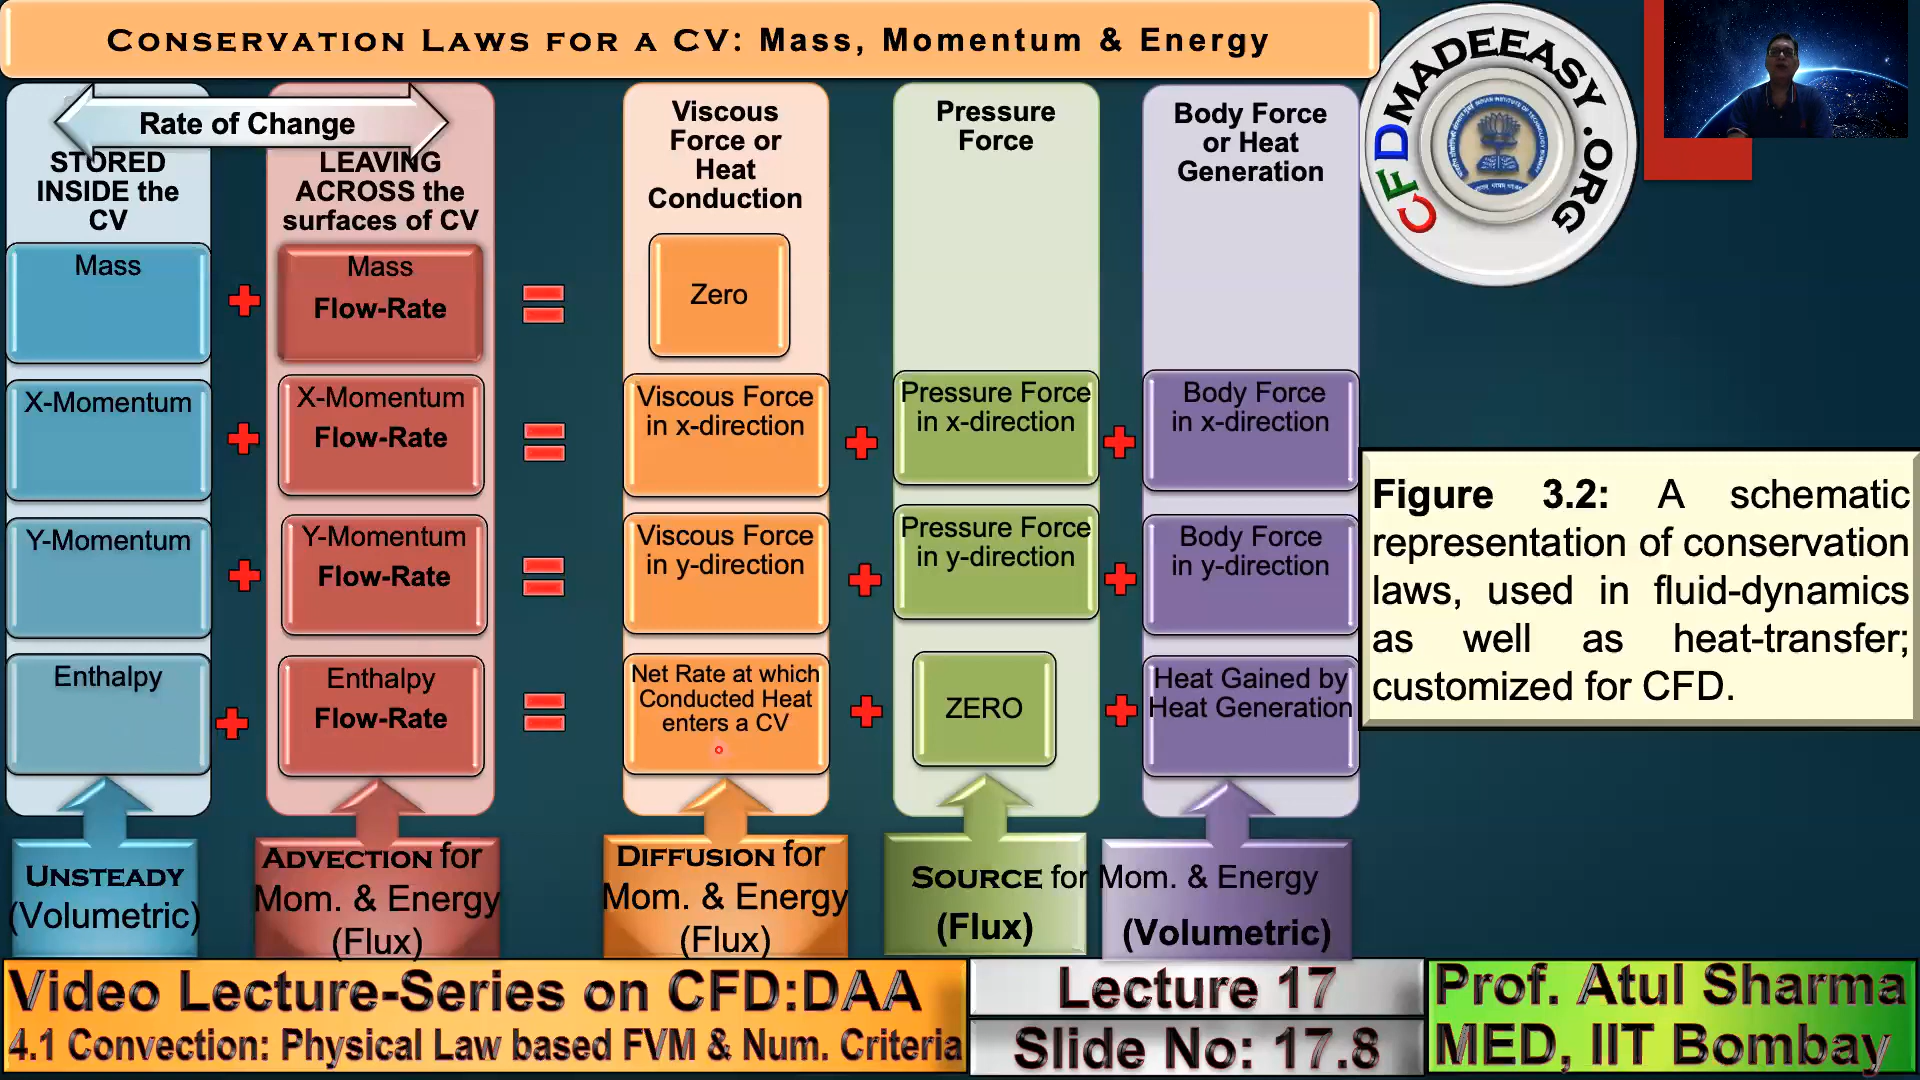 CONSERVATION LAWS FOR A CV: Mass, Momentum & Energy
CFDMADEEASY.ORG
Rate of Change
STORED
INSIDE the
CV
LEAVING
ACROSS the
surfaces of CV
Viscous
Force or
Heat
Conduction
Pressure
Force
Body Force
or Heat
Generation
Mass
Mass
Flow-Rate
Zero
X-Momentum
X-Momentum
Flow-Rate
Viscous Force
in x-direction
Pressure Force
in x-direction
Body Force
in x-direction
Y-Momentum
Y-Momentum
Flow-Rate
Viscous Force
in y-direction
Pressure Force
in y-direction
Body Force
in y-direction
Enthalpy
Enthalpy
Flow-Rate
Net Rate at which
Conducted Heat
enters a CV
ZERO
Heat Gained by
Heat Generation
Figure 3.2: A schematic
representation of conservation
laws, used in fluid-dynamics
as well as heat-transfer;
customized for CFD.
UNSTEADY
(Volumetric)
ADVECTION for
Mom. & Energy
(Flux)
DIFFUSION for
Mom. & Energy
(Flux)
SOURCE for Mom. & Energy
(Flux)
(Volumetric)
Video Lecture-Series on CFD:DAA
4.1 Convection: Physical Law based FVM & Num. Criteria
Lecture 17
Slide No: 17.8
Prof. Atul Sharma
MED, IIT Bombay